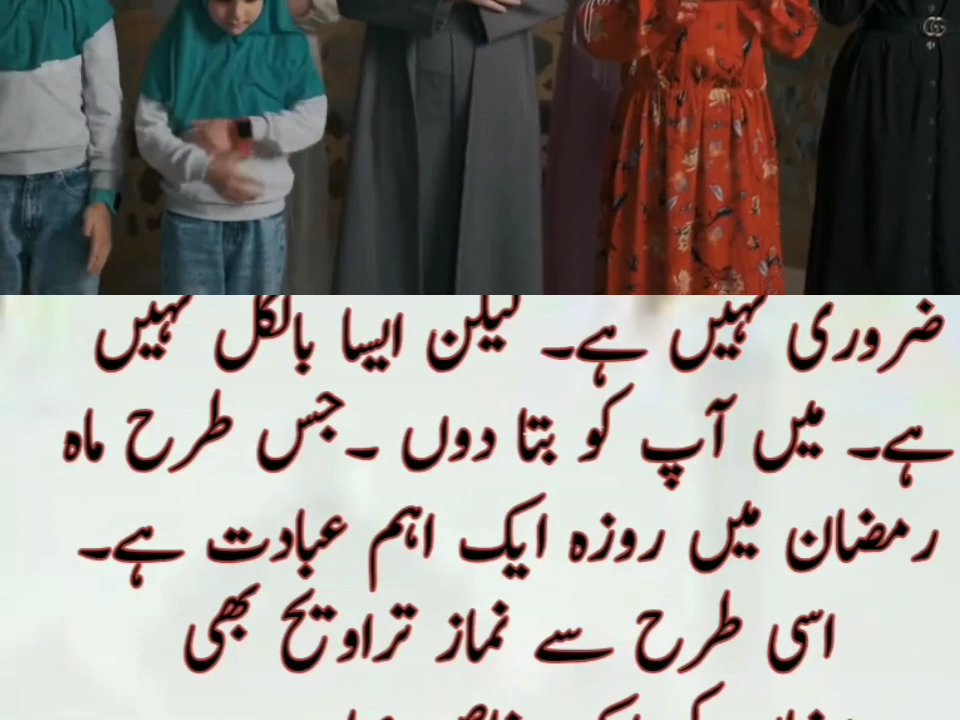 ضروری نہیں ہے۔ لیکن ایسا بالکل نہیں
ہے۔ میں آپ کو بتا دوں ۔جس طرح ماہ
رمضان میں روزہ ایک اہم عبادت ہے۔
اسی طرح سے نماز تراویح بھی